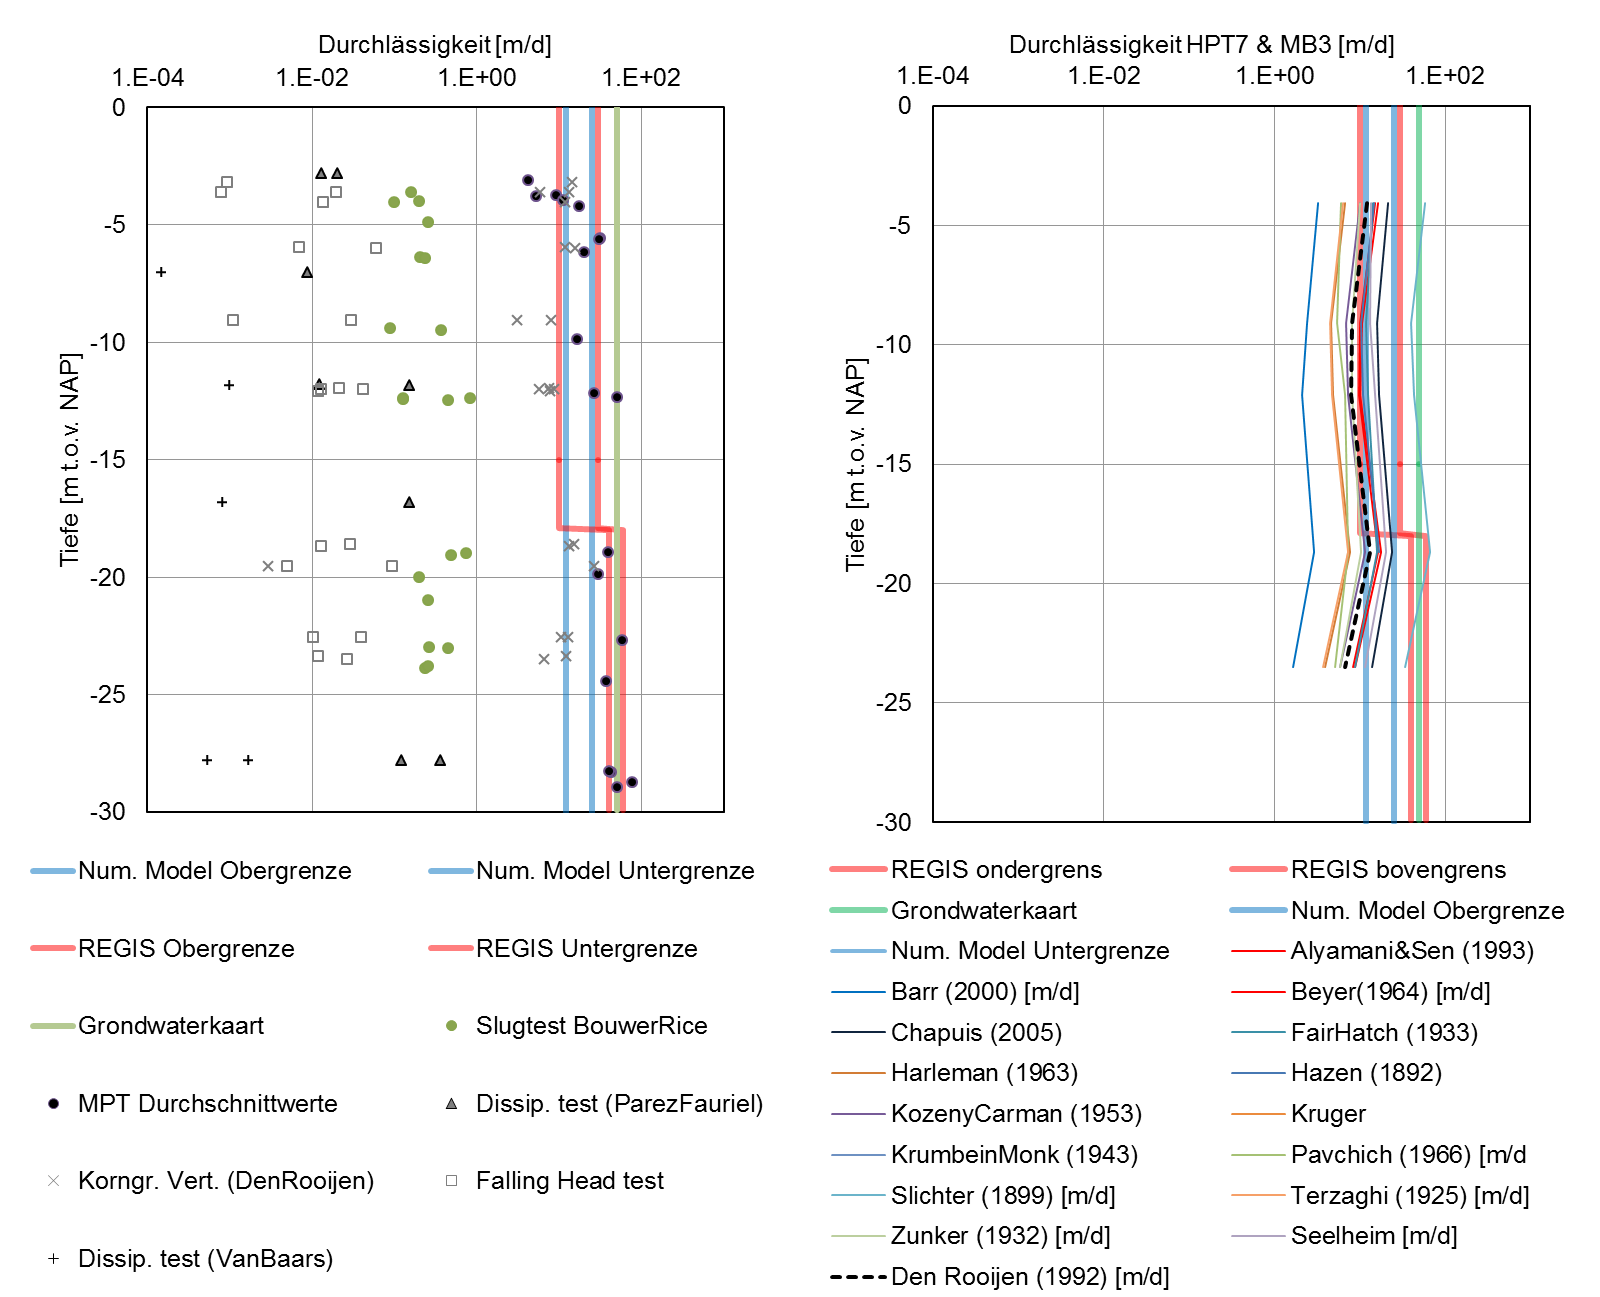 Durchlässigkeit [m/d]
1.E-04 1.E-02 1.E+00 1.E+02
0
-5
-10
-15
-20
-25
-30
Tiefe [m t.o.v. NAP]
Num. Model Obergrenze
Num. Model Untergrenze
REGIS Obergrenze
REGIS Untergrenze
Grondwaterkaart
Slugtest BouwerRice
MPT Durchschnittwerte
Dissip. test (ParezFauriel)
Korngr. Vert. (DenRooijen)
Falling Head test
Dissip. test (VanBaars)
Durchlässigkeit HPT7 & MB3 [m/d]
1.E-04 1.E-02 1.E+00 1.E+02
0
-5
-10
-15
-20
-25
-30
Tiefe [m t.o.v. NAP]
REGIS ondergrens
REGIS bovengrens
Grondwaterkaart
Num. Model Obergrenze
Num. Model Untergrenze
Alyamani&Sen (1993)
Barr (2000) [m/d]
Beyer(1964) [m/d]
Chapuis (2005)
FairHatch (1933)
Harleman (1963)
Hazen (1892)
KozenyCarman (1953)
Kruger
KrumbeinMonk (1943)
Pavchich (1966) [m/d
Slichter (1899) [m/d]
Terzaghi (1925) [m/d]
Zunker (1932) [m/d]
Seelheim [m/d]
Den Rooijen (1992) [m/d]